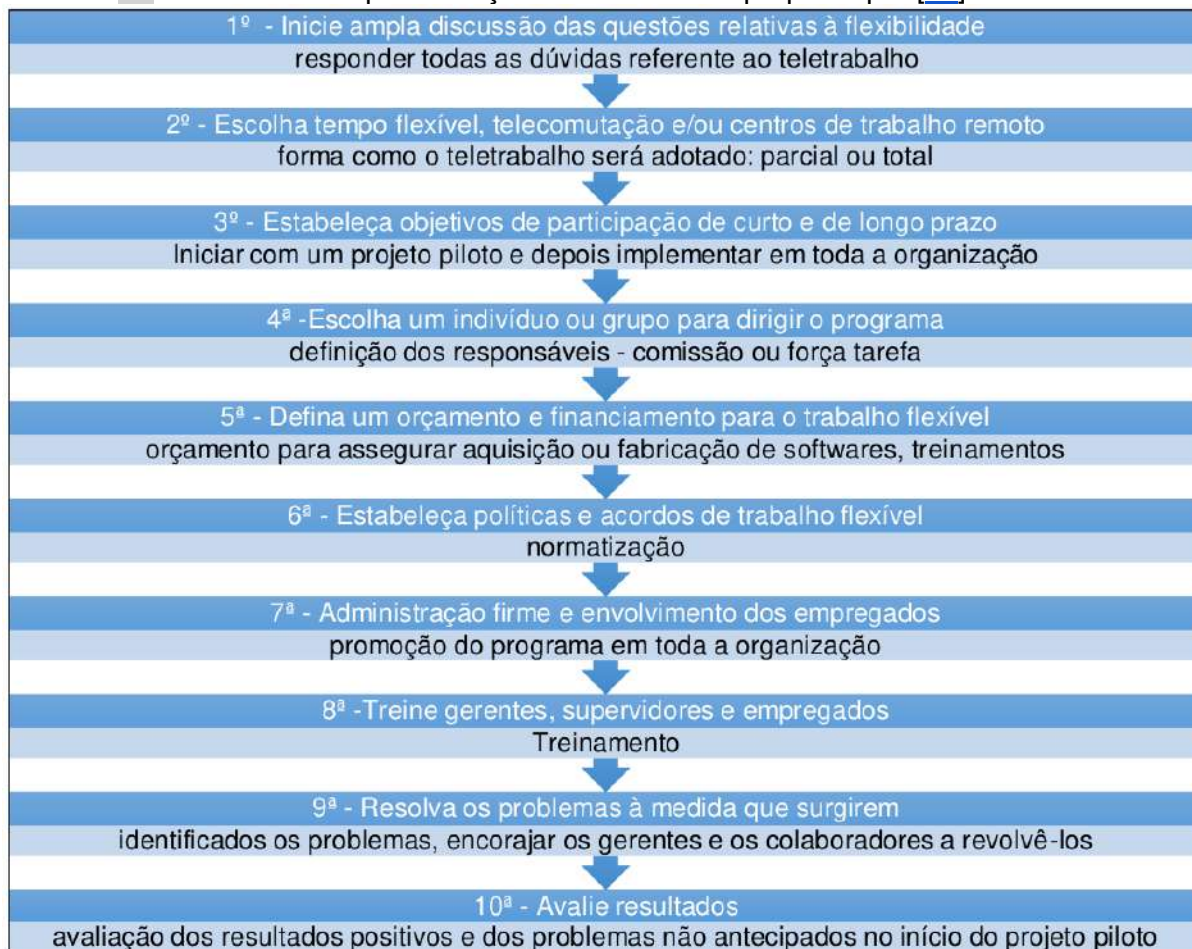 1º - Inicie ampla discussão das questões relativas à flexibilidade
responder todas as dúvidas referente ao teletrabalho
2º - Escolha tempo flexível, telecomutação e/ou centros de trabalho remoto
forma como o teletrabalho será adotado: parcial ou total
3º - Estabeleça objetivos de participação de curto e de longo prazo
Iniciar com um projeto piloto e depois implementar em toda a organização
4ª -Escolha um indivíduo ou grupo para dirigir o programa
definição dos responsáveis - comissão ou força tarefa
5ª - Defina um orçamento e financiamento para o trabalho flexível
orçamento para assegurar aquisição ou fabricação de softwares, treinamentos
6ª - Estabeleça políticas e acordos de trabalho flexível
normatização
7ª - Administração firme e envolvimento dos empregados
promoção do programa em toda a organização
8ª -Treine gerentes, supervidores e empregados
Treinamento
9ª - Resolva os problemas à medida que surgirem
identificados os problemas, encorajar os gerentes e os colaboradores a revolvê-los
10ª - Avalie resultados
avaliação dos resultados positivos e dos problemas não antecipados no início do projeto piloto